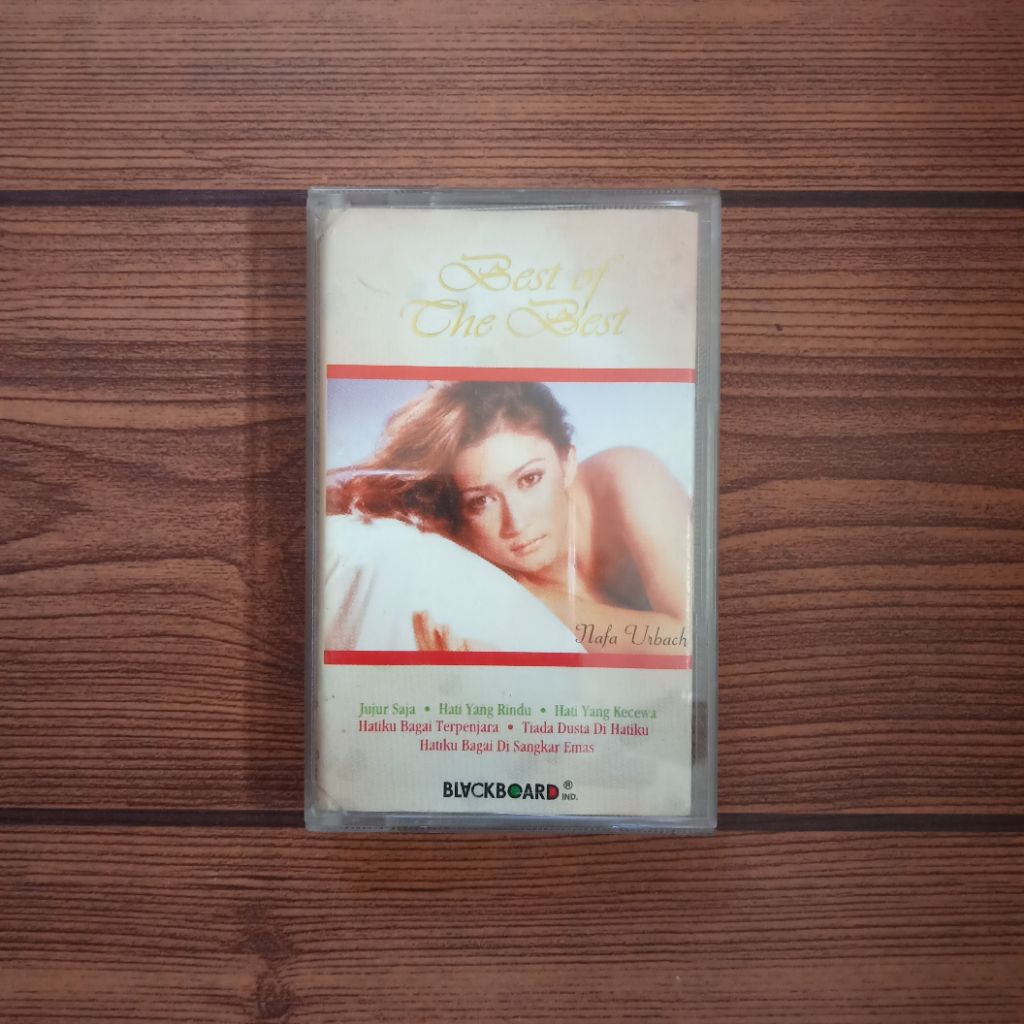 Best of
The Best
Nafa Urbach
Jujur Saja • Hati Yang Rindu • Hati Yang Kecewa
Hatiku Bagai Terpenjara • Tiada Dusta Di Hatiku
Hatiku Bagai Di Sangkar Emas
BLACKBOARD ® IND.